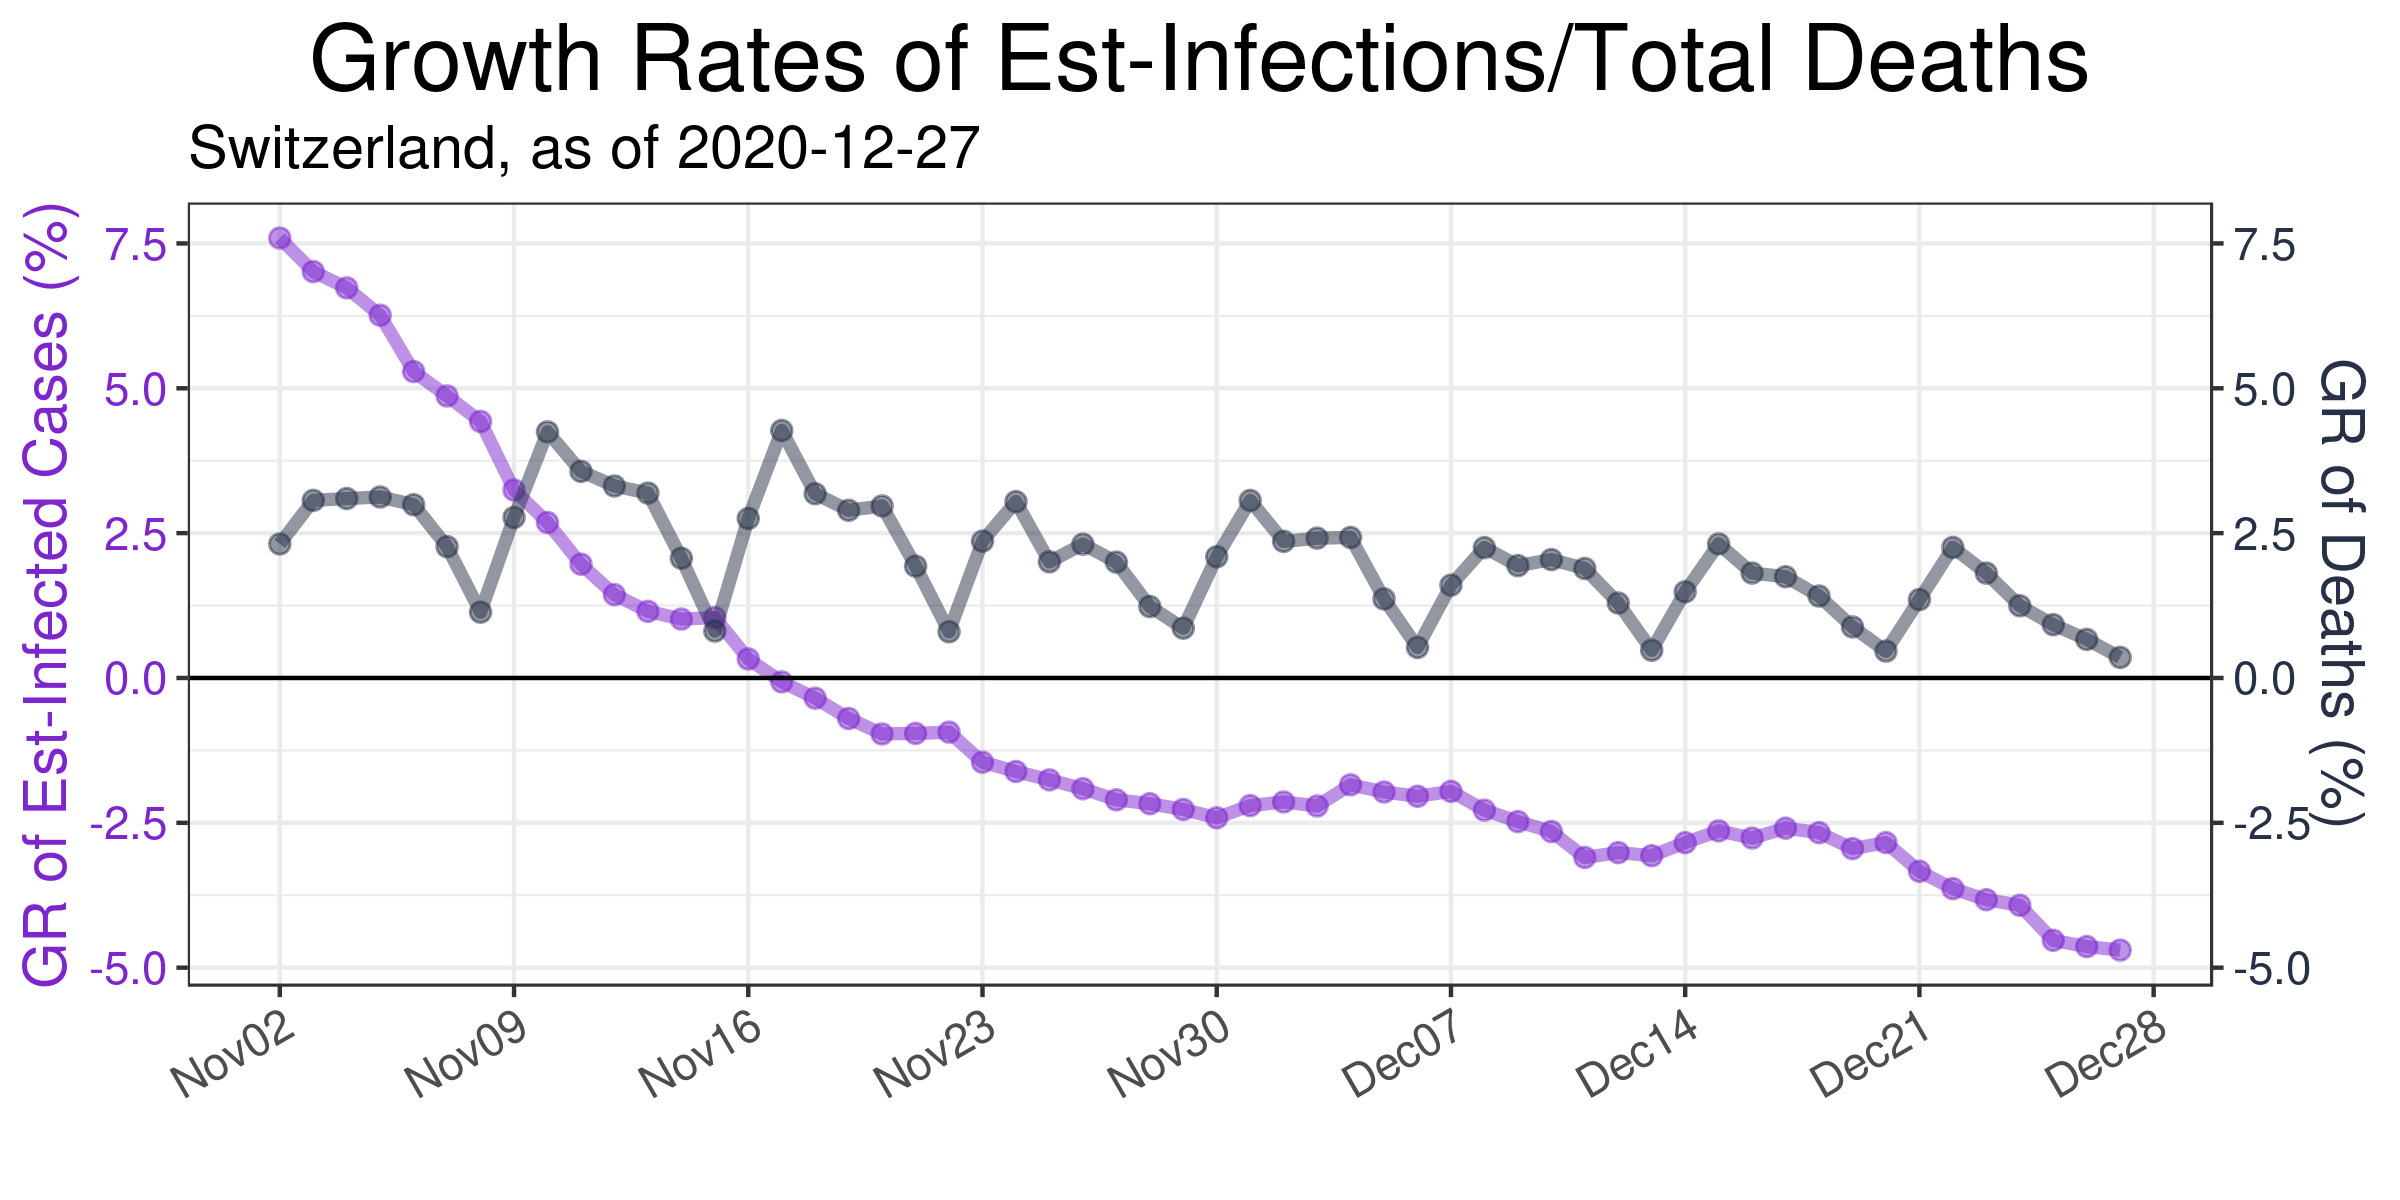 Growth Rates of Est-Infections/Total Deaths
Switzerland, as of 2020-12-27
GR of Est-Infected Cases (%)
7.5
5.0
2.5
0.0
-2.5
-5.0
7.5
5.0
2.5
0.0
-2.5
-5.0
GR of Deaths (%)
Nov02
Nov09
Nov16
Nov23
Nov30
Dec07
Dec14
Dec21
Dec28